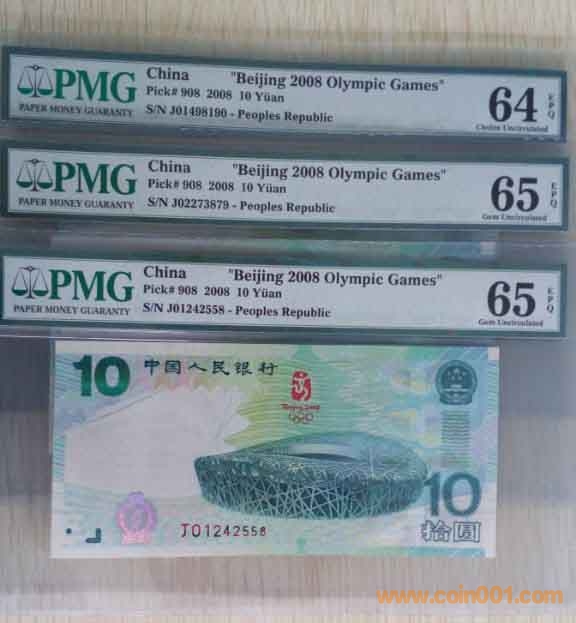 PMG
PAPER MONEY GUARANTY
China "Beijing 2008 Olympic Games"
Pick# 908 2008 10 Yüan
S/N J01498190 - Peoples Republic
64 EPQ
Choice Uncirculated
PMG
PAPER MONEY GUARANTY
China "Beijing 2008 Olympic Games"
Pick# 908 2008 10 Yüan
S/N J02273879 - Peoples Republic
65 EPQ
Gem Uncirculated
PMG
PAPER MONEY GUARANTY
China "Beijing 2008 Olympic Games"
Pick# 908 2008 10 Yüan
S/N J01242558 - Peoples Republic
65 EPQ
Gem Uncirculated
10 中国人民银行
Beijing 2008
J01242558
10
拾圆
www.coin001.com